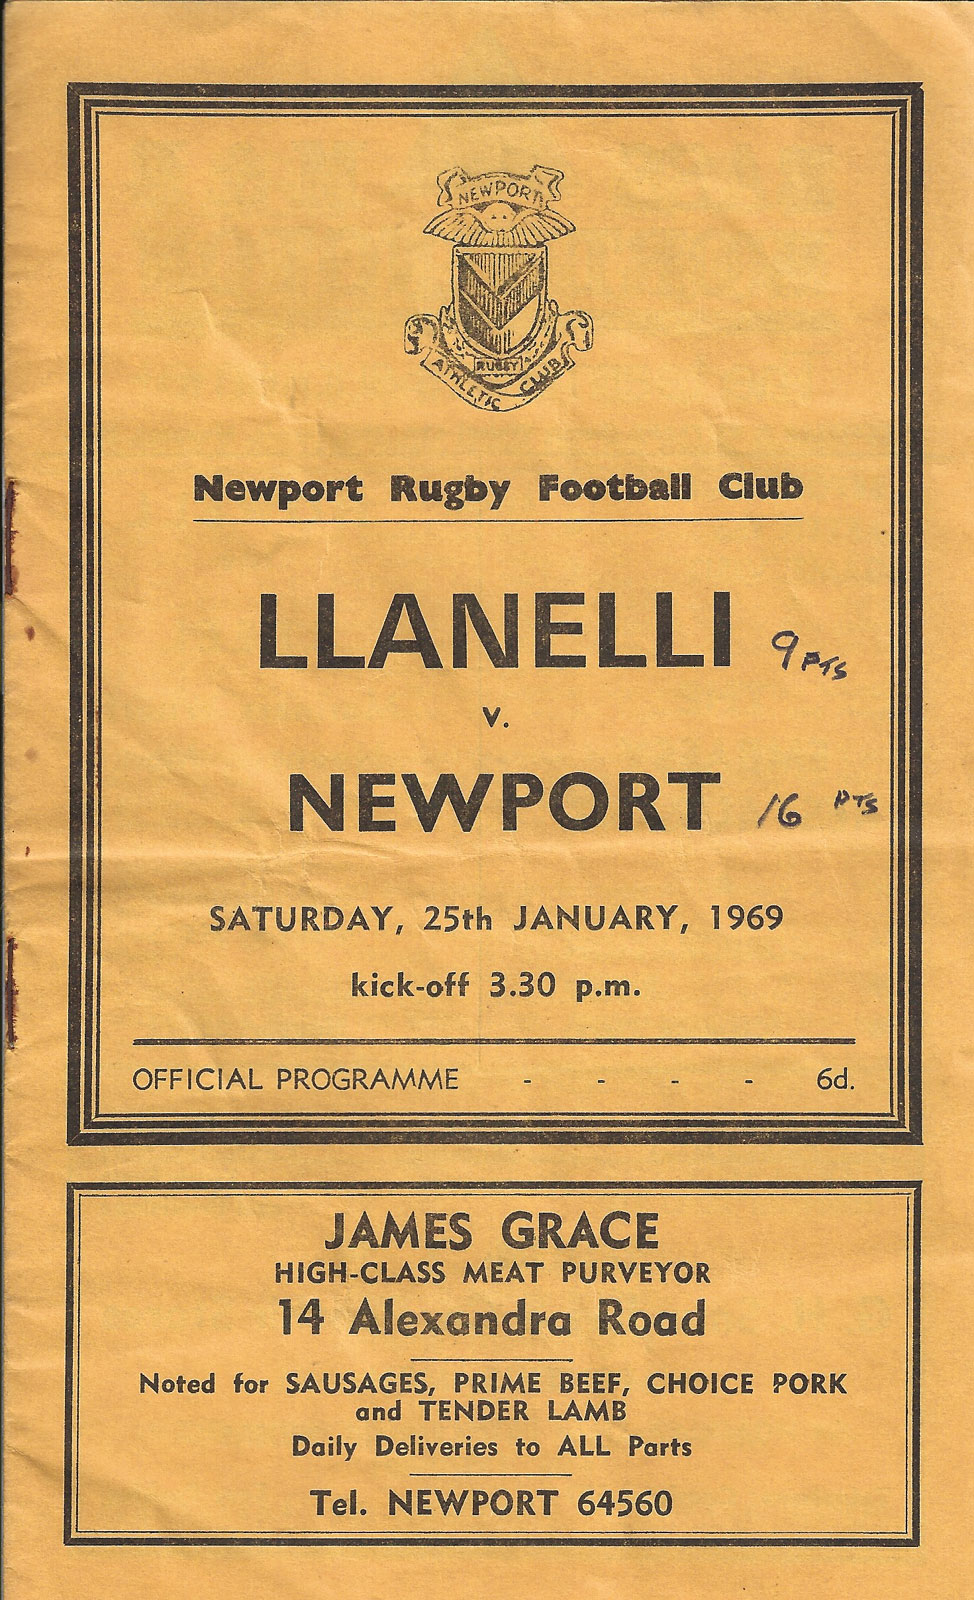 NEWPORT
RUGBY
ATHLETIC CLUB
Newport Rugby Football Club
LLANELLI 9 PTS
v.
NEWPORT 16 PTS
SATURDAY, 25th JANUARY, 1969
kick-off 3.30 p.m.
OFFICIAL PROGRAMME - - - - 6d.
JAMES GRACE
HIGH-CLASS MEAT PURVEYOR
14 Alexandra Road
Noted for SAUSAGES, PRIME BEEF, CHOICE PORK
and TENDER LAMB
Daily Deliveries to ALL Parts
Tel. NEWPORT 64560